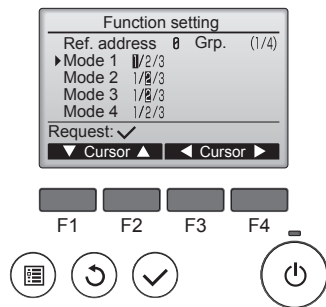 Function setting
Ref. address 0 Grp. (1/4)
Mode 1 1/2/3
Mode 2 1/2/3
Mode 3 1/2/3
Mode 4 1/2/3
Request:✓
▼ Cursor ▲ ◀ Cursor ▶
F1 F2 F3 F4